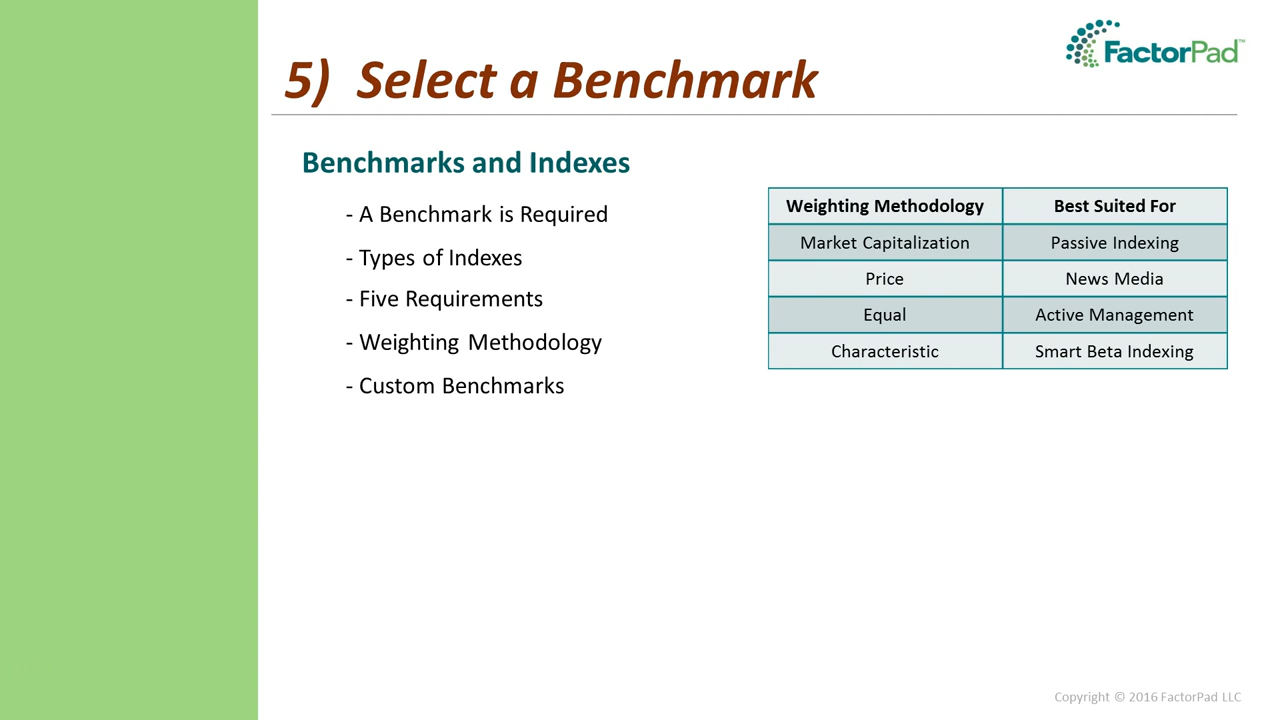 FactorPad™
5) Select a Benchmark
Benchmarks and Indexes
- A Benchmark is Required
- Types of Indexes
- Five Requirements
- Weighting Methodology
- Custom Benchmarks
Weighting Methodology Best Suited For
Market Capitalization Passive Indexing
Price News Media
Equal Active Management
Characteristic Smart Beta Indexing
Copyright © 2016 FactorPad LLC